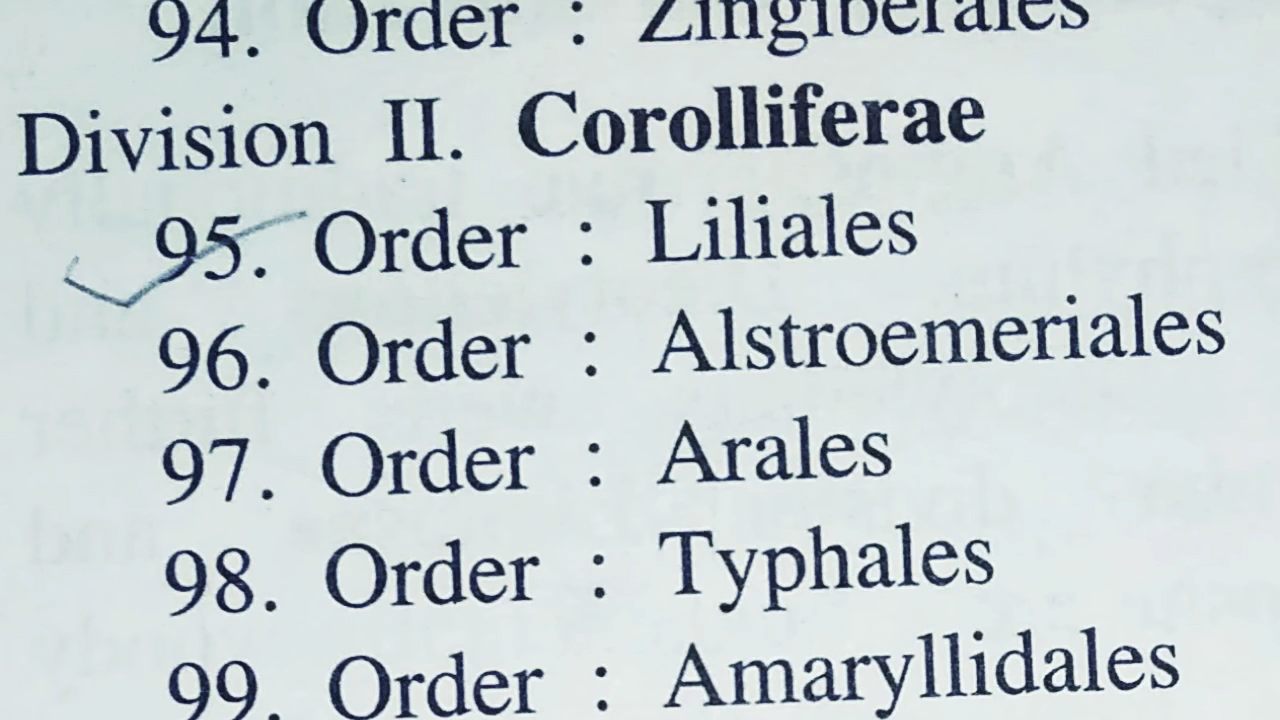 94. Order : Zingiberales
Division II. Corolliferae
95. Order : Liliales
96. Order : Alstroemeriales
97. Order : Arales
98. Order : Typhales
99. Order : Amaryllidales